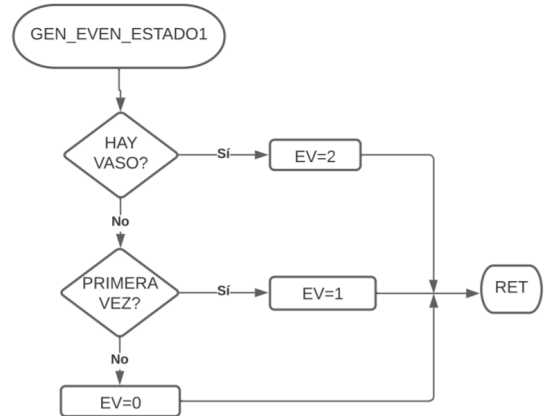 GEN_EVEN_ESTADO1
HAY
VASO?
Sí
EV=2
No
PRIMERA
VEZ?
Sí
EV=1
RET
No
EV=0